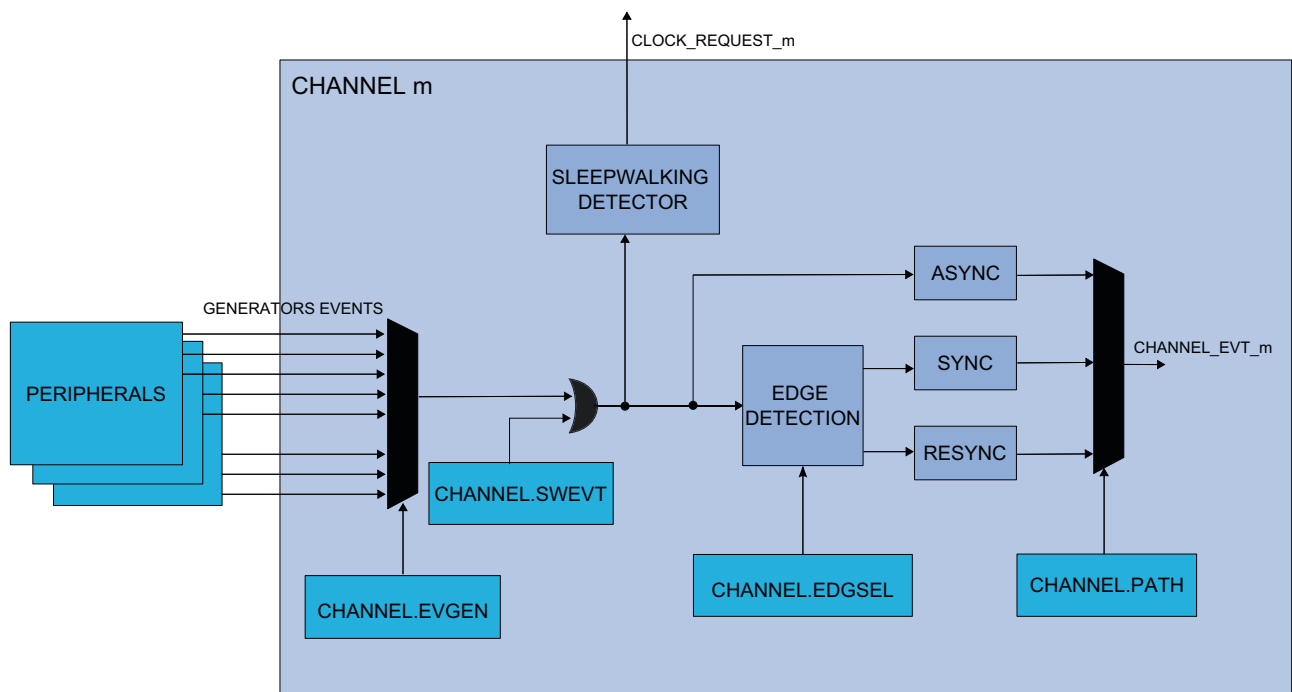 CLOCK_REQUEST_m
CHANNEL m
SLEEPWALKING
DETECTOR
ASYNC
GENERATORS EVENTS
CHANNEL_EVT_m
PERIPHERALS
EDGE
DETECTION
SYNC
RESYNC
CHANNEL.SWEVT
CHANNEL.EVGEN
CHANNEL.EDGSEL
CHANNEL.PATH